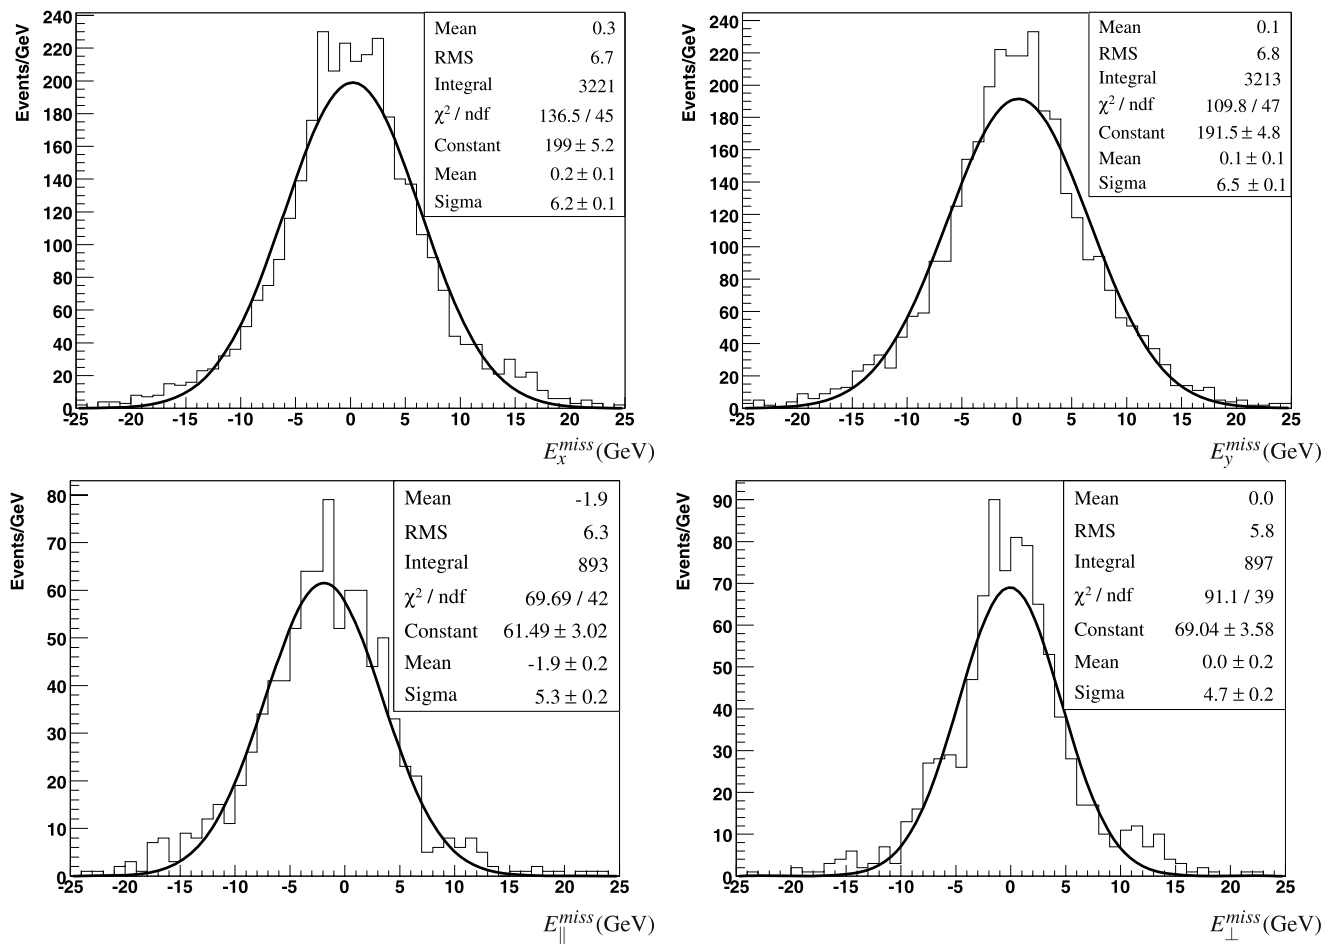 Events/GeV
240
220
200
180
160
140
120
100
80
60
40
20
0
-25 -20 -15 -10 -5 0 5 10 15 20 25
Mean 0.3
RMS 6.7
Integral 3221
χ² / ndf 136.5 / 45
Constant 199 ± 5.2
Mean 0.2 ± 0.1
Sigma 6.2 ± 0.1
E_x^miss (GeV)
Events/GeV
240
220
200
180
160
140
120
100
80
60
40
20
0
-25 -20 -15 -10 -5 0 5 10 15 20 25
Mean 0.1
RMS 6.8
Integral 3213
χ² / ndf 109.8 / 47
Constant 191.5 ± 4.8
Mean 0.1 ± 0.1
Sigma 6.5 ± 0.1
E_y^miss (GeV)
Events/GeV
80
70
60
50
40
30
20
10
0
-25 -20 -15 -10 -5 0 5 10 15 20 25
Mean -1.9
RMS 6.3
Integral 893
χ² / ndf 69.69 / 42
Constant 61.49 ± 3.02
Mean -1.9 ± 0.2
Sigma 5.3 ± 0.2
E_||^miss (GeV)
Events/GeV
90
80
70
60
50
40
30
20
10
0
-25 -20 -15 -10 -5 0 5 10 15 20 25
Mean 0.0
RMS 5.8
Integral 897
χ² / ndf 91.1 / 39
Constant 69.04 ± 3.58
Mean 0.0 ± 0.2
Sigma 4.7 ± 0.2
E_⊥^miss (GeV)